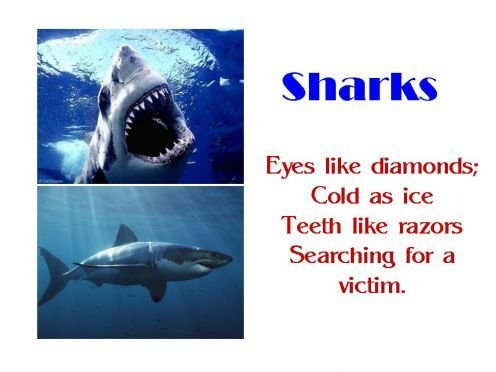 Sharks
Eyes like diamonds;
Cold as ice
Teeth like razors
Searching for a
victim.